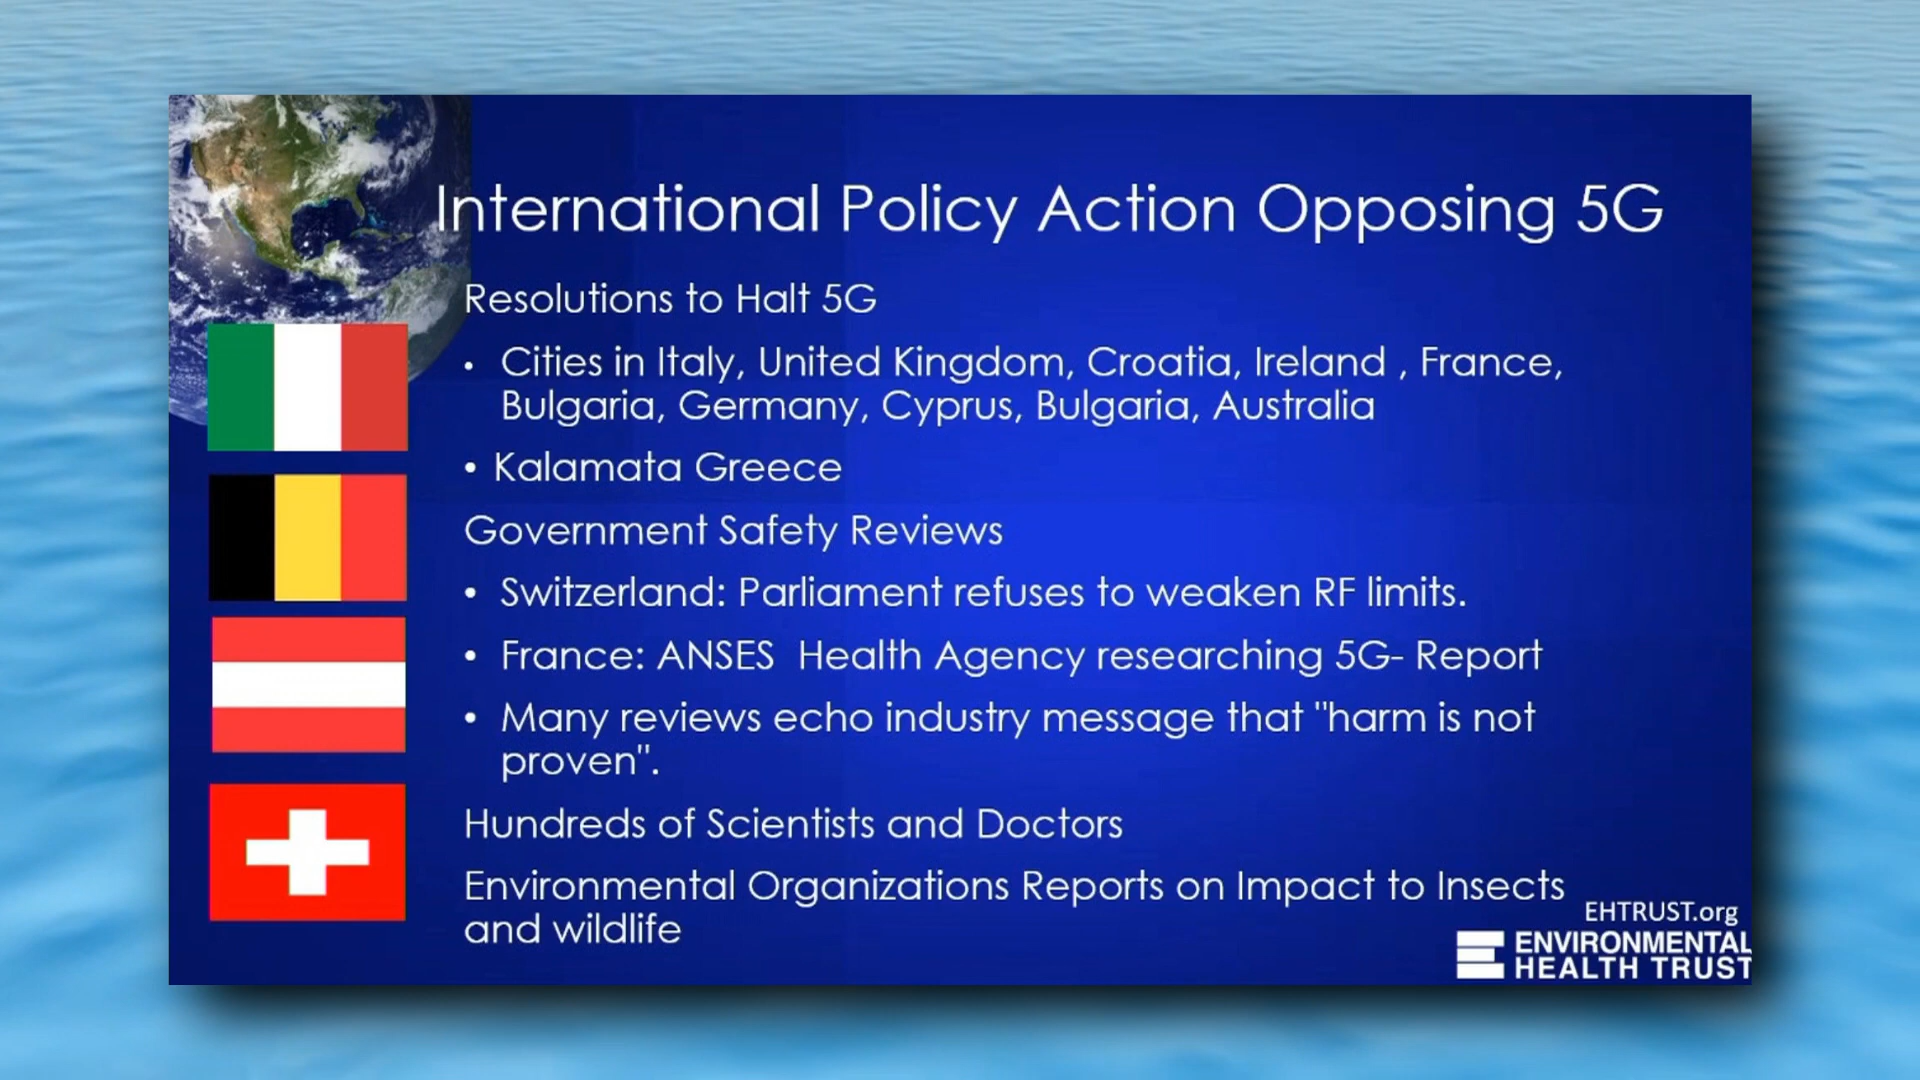 International Policy Action Opposing 5G
Resolutions to Halt 5G
• Cities in Italy, United Kingdom, Croatia, Ireland , France,
Bulgaria, Germany, Cyprus, Bulgaria, Australia
• Kalamata Greece
Government Safety Reviews
• Switzerland: Parliament refuses to weaken RF limits.
• France: ANSES  Health Agency researching 5G- Report
• Many reviews echo industry message that "harm is not
proven".
Hundreds of Scientists and Doctors
Environmental Organizations Reports on Impact to Insects
and wildlife
EHTRUST.org
ENVIRONMENTAL
HEALTH TRUST